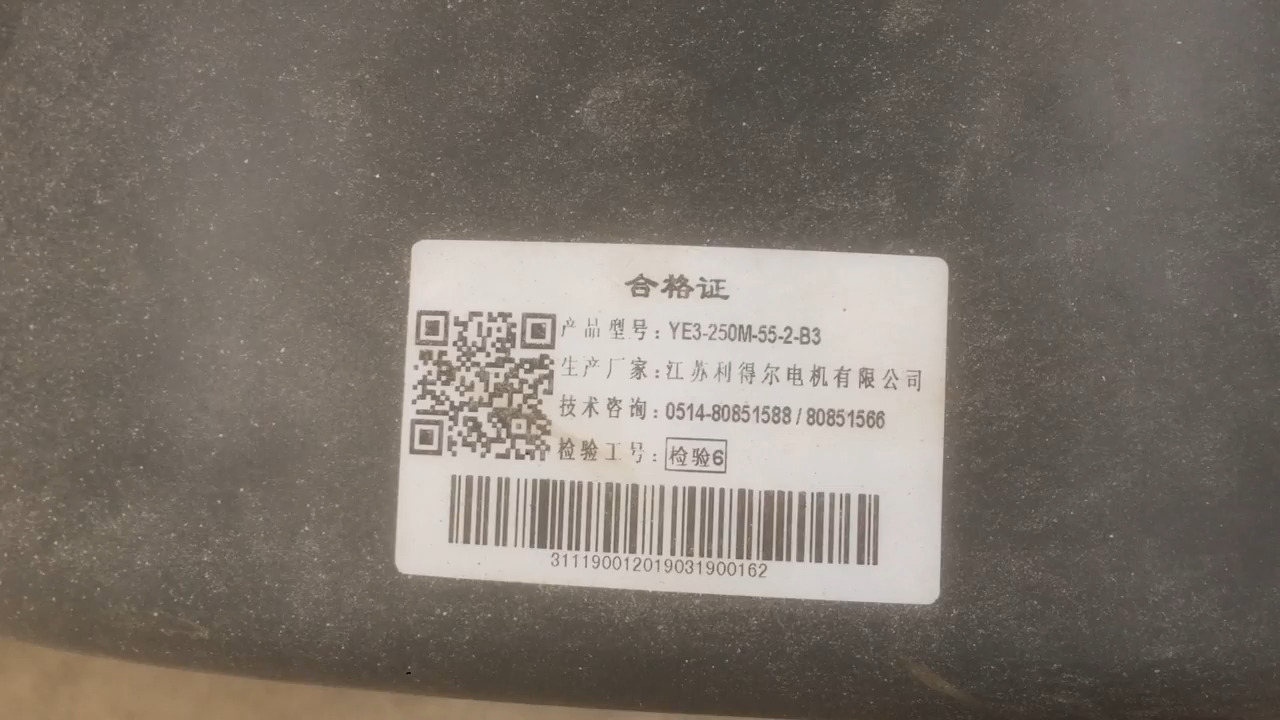 合格证
产品型号：YE3-250M-55-2-B3
生产厂家：江苏利得尔电机有限公司
技术咨询：0514-80851588 / 80851566
检验工号：检验6
311190012019031900162